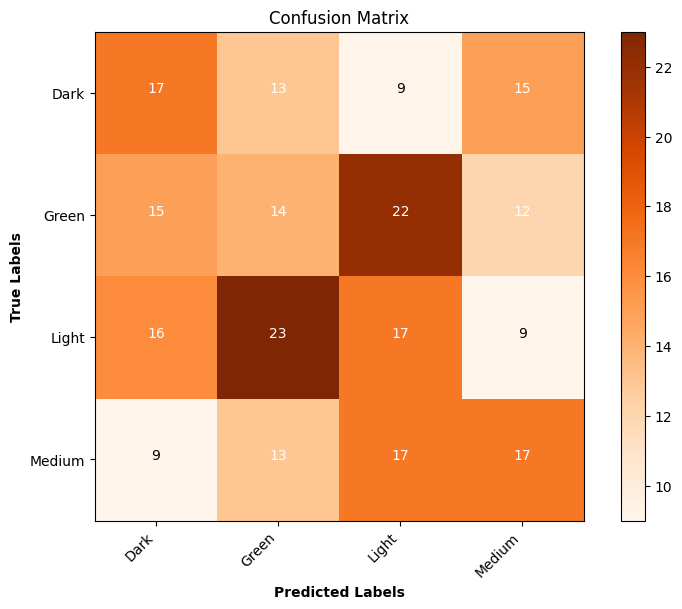 Confusion Matrix
True Labels
Dark 17 13 9 15
Green 15 14 22 12
Light 16 23 17 9
Medium 9 13 17 17
Dark Green Light Medium
Predicted Labels
22
20
18
16
14
12
10